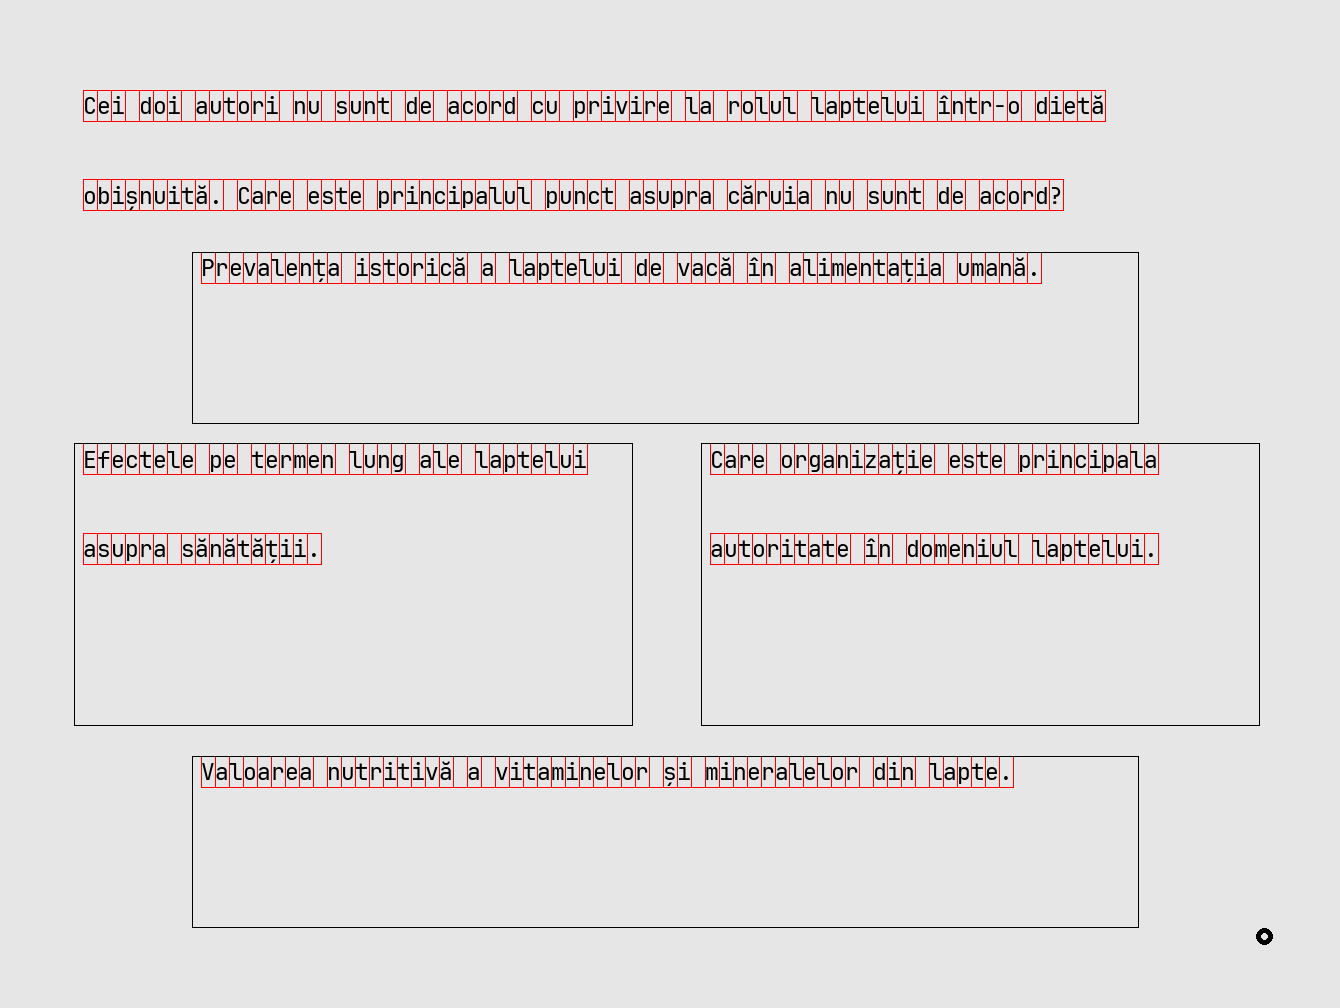 Cei doi autori nu sunt de acord cu privire la rolul laptelui într-o dietă
obișnuită. Care este principalul punct asupra căruia nu sunt de acord?
Prevalența istorică a laptelui de vacă în alimentația umană.
Efectele pe termen lung ale laptelui
asupra sănătății.
Care organizație este principala
autoritate în domeniul laptelui.
Valoarea nutritivă a vitaminelor și mineralelor din lapte.